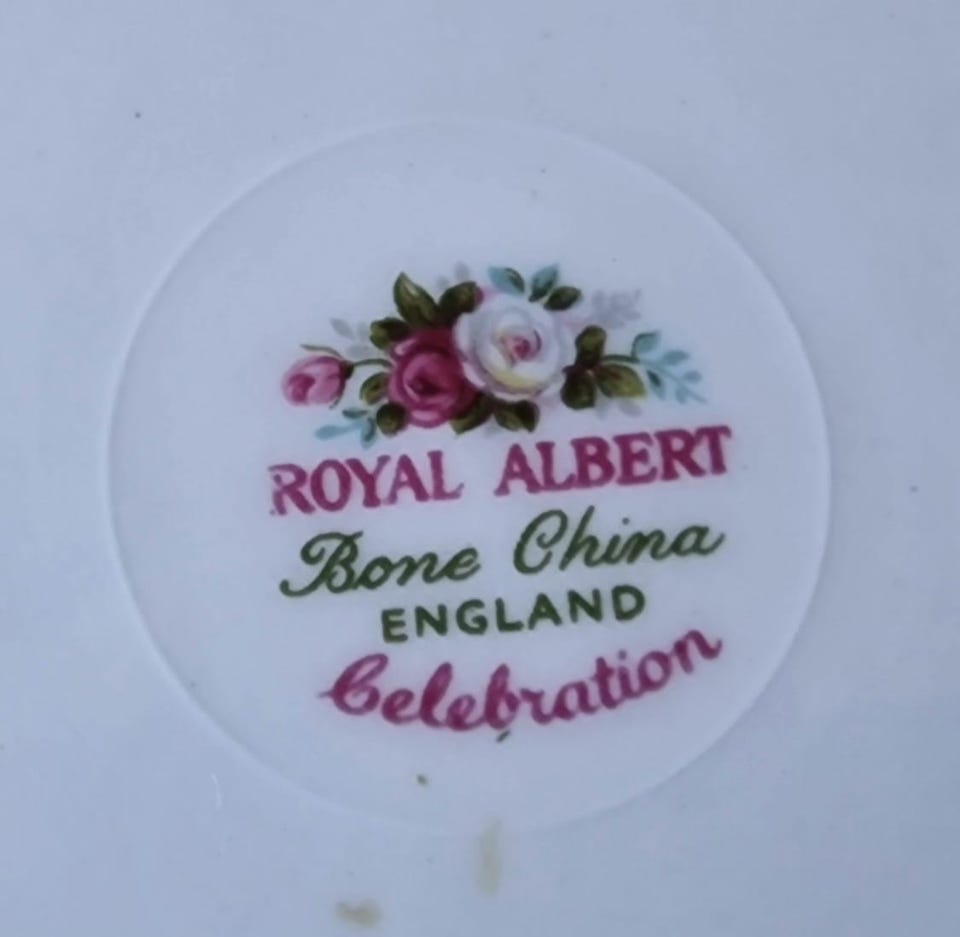 ROYAL ALBERT
Bone China
ENGLAND
Celebration